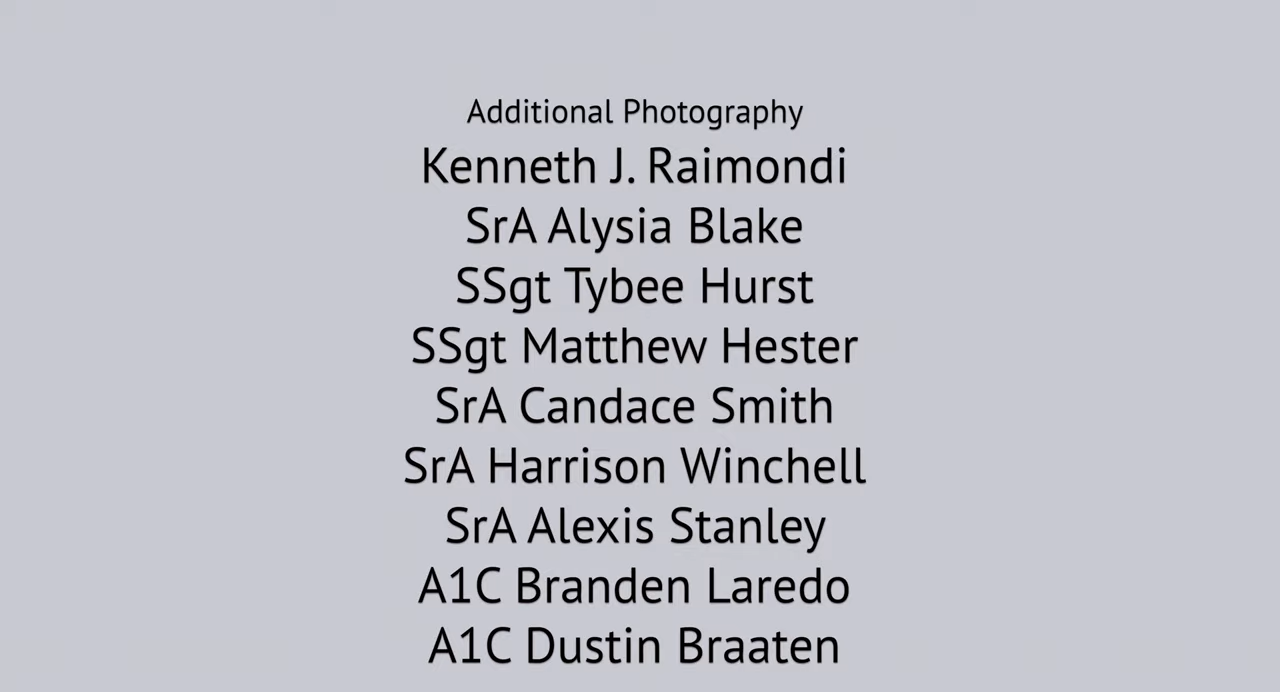 Additional Photography
Kenneth J. Raimondi
SrA Alysia Blake
SSgt Tybee Hurst
SSgt Matthew Hester
SrA Candace Smith
SrA Harrison Winchell
SrA Alexis Stanley
A1C Branden Laredo
A1C Dustin Braaten